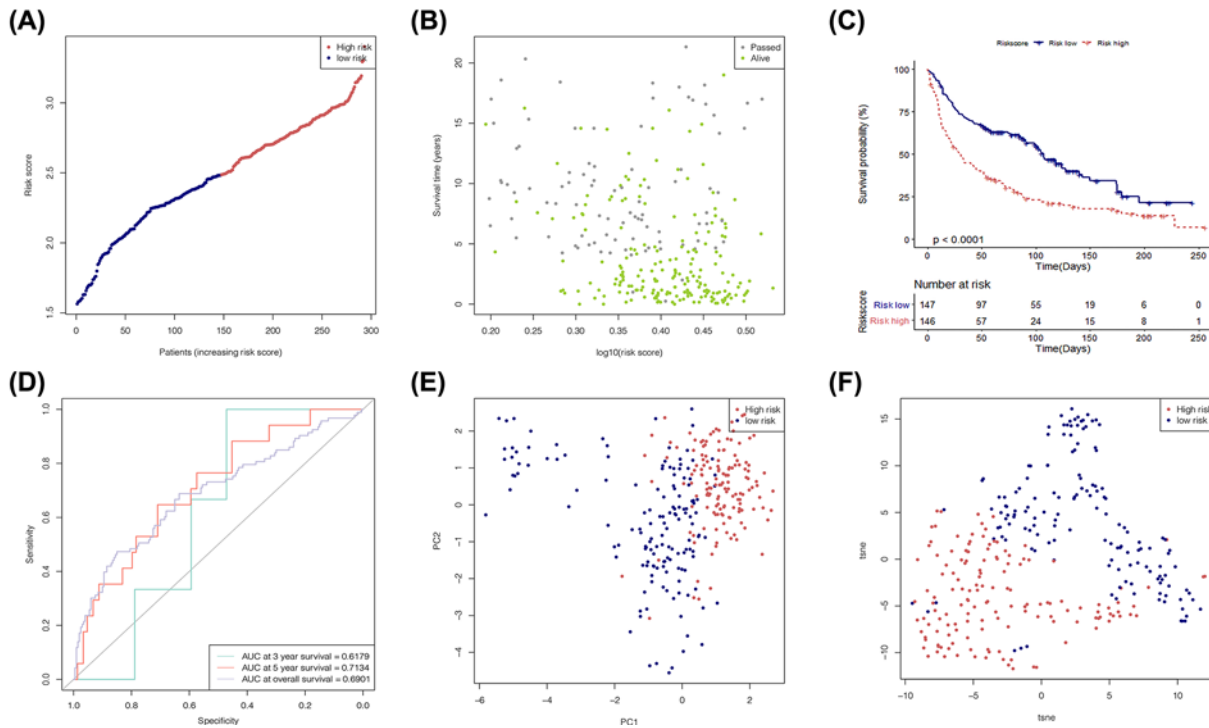 (A)
High risk
low risk
Risk score
3.0
2.5
2.0
1.5
0 50 100 150 200 250 300
Patients (increasing risk score)
(B)
Passed
Alive
Survival time (years)
20
15
10
5
0
0.20 0.25 0.30 0.35 0.40 0.45 0.50
log10(risk score)
(C)
Riskscore Risk low Risk high
Survival probability (%)
100
75
50
25
0
p < 0.0001
0 50 100 150 200 250
Time(Days)
Number at risk
Riskscore
Risk low 147 97 55 19 6 0
Risk high 146 57 24 15 8 1
0 50 100 150 200 250
Time(Days)
(D)
Sensitivity
1.0
0.8
0.6
0.4
0.2
0.0
AUC at 3 year survival = 0.6179
AUC at 5 year survival = 0.7134
AUC at overall survival = 0.6901
1.0 0.8 0.6 0.4 0.2 0.0
Specificity
(E)
High risk
low risk
PC2
2
1
0
−1
−2
−3
−4
−6 −4 −2 0 2
PC1
(F)
High risk
low risk
tsne
15
10
5
0
−5
−10
−10 −5 0 5 10
tsne